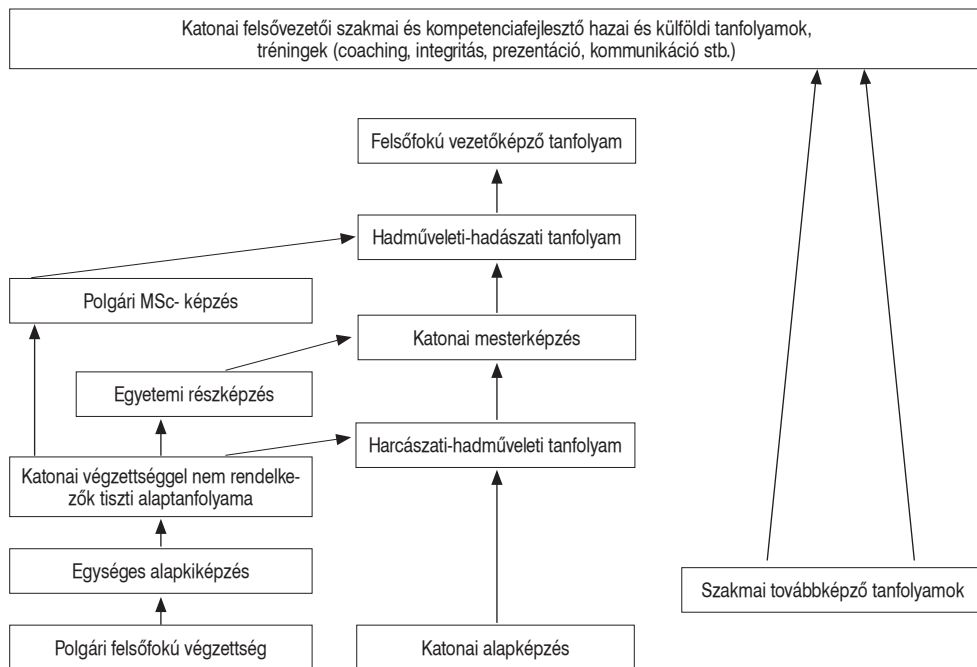 Katonai felsővezetői szakmai és kompetenciafejlesztő hazai és külföldi tanfolyamok,
tréningek (coaching, integritás, prezentáció, kommunikáció stb.)
Felsőfokú vezetőképző tanfolyam
Hadműveleti-hadászati tanfolyam
Polgári MSc- képzés
Katonai mesterképzés
Egyetemi részképzés
Harcászati-hadműveleti tanfolyam
Katonai végzettséggel nem rendelke-
zők tiszti alaptanfolyama
Egységes alapkiképzés
Szakmai továbbképző tanfolyamok
Polgári felsőfokú végzettség
Katonai alapképzés